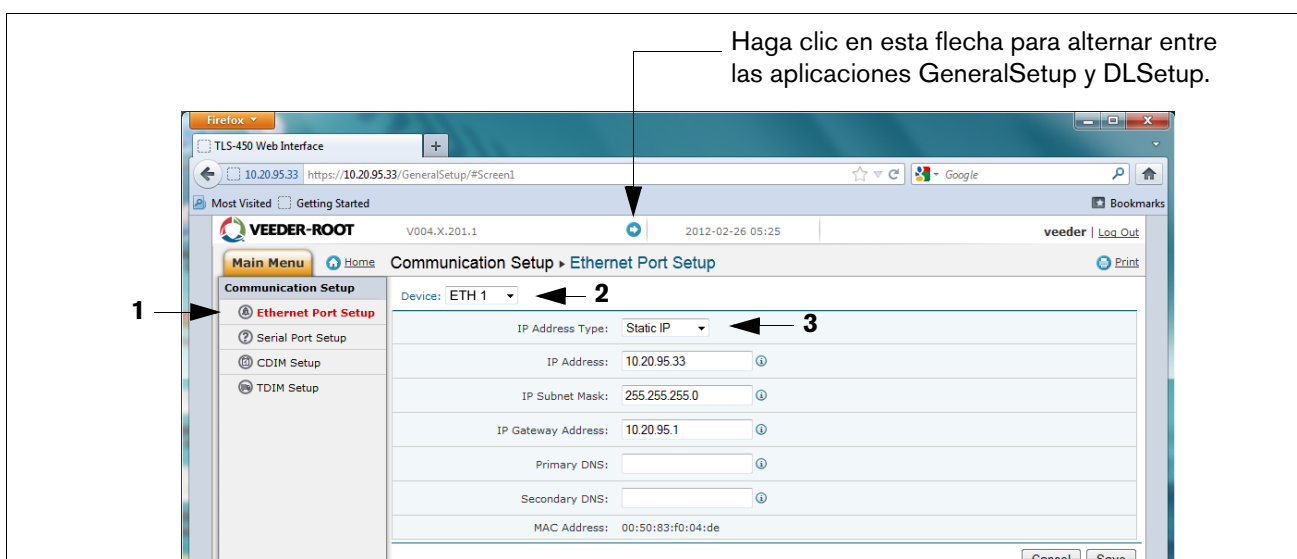 Haga clic en esta flecha para alternar entre
las aplicaciones GeneralSetup y DLSetup.
Firefox
TLS-450 Web Interface
+
10.20.95.33 https://10.20.95.33/GeneralSetup/#Screen1
Google
Most Visited Getting Started
Bookmarks
VEEDER-ROOT V004.X.201.1 2012-02-26 05:25 veeder | Log Out
Main Menu Home Communication Setup ▸ Ethernet Port Setup Print
Communication Setup
Device: ETH 1 2
1 Ethernet Port Setup
IP Address Type: Static IP 3
Serial Port Setup
IP Address: 10.20.95.33
CDIM Setup
TDIM Setup
IP Subnet Mask: 255.255.255.0
IP Gateway Address: 10.20.95.1
Primary DNS:
Secondary DNS:
MAC Address: 00:50:83:f0:04:de
Cancel Save